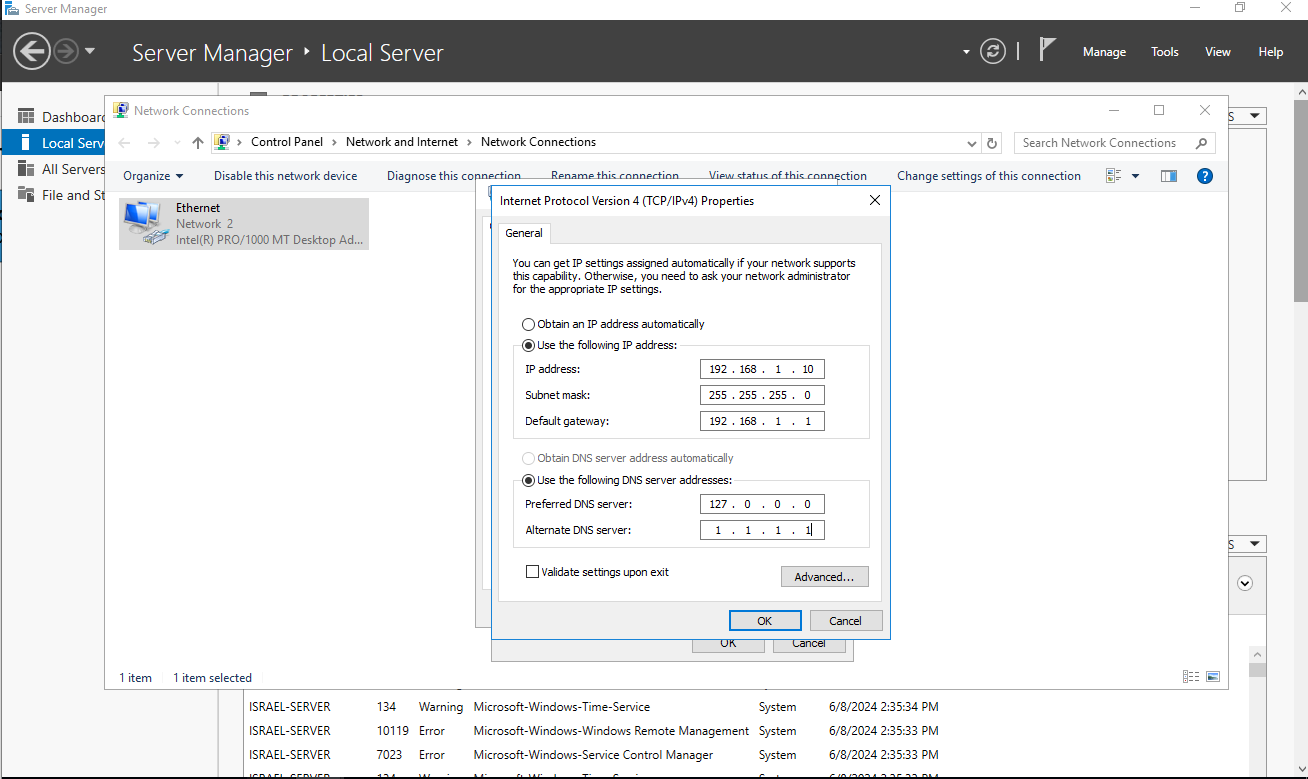 Server Manager
Server Manager ‣ Local Server
Manage Tools View Help
Dashboard
Local Serv
All Servers
File and St
Network Connections
Control Panel > Network and Internet > Network Connections
Search Network Connections
Organize Disable this network device Diagnose this connection Rename this connection View status of this connection Change settings of this connection
Ethernet
Network 2
Intel(R) PRO/1000 MT Desktop Ad...
Internet Protocol Version 4 (TCP/IPv4) Properties
General
You can get IP settings assigned automatically if your network supports
this capability. Otherwise, you need to ask your network administrator
for the appropriate IP settings.
Obtain an IP address automatically
Use the following IP address:
IP address: 192 . 168 . 1 . 10
Subnet mask: 255 . 255 . 255 . 0
Default gateway: 192 . 168 . 1 . 1
Obtain DNS server address automatically
Use the following DNS server addresses:
Preferred DNS server: 127 . 0 . 0 . 0
Alternate DNS server: 1 . 1 . 1 . 1
Validate settings upon exit
Advanced...
OK Cancel
OK Cancel
1 item 1 item selected
S
S
ISRAEL-SERVER 134 Warning Microsoft-Windows-Time-Service System 6/8/2024 2:35:34 PM
ISRAEL-SERVER 10119 Error Microsoft-Windows-Windows Remote Management System 6/8/2024 2:35:33 PM
ISRAEL-SERVER 7023 Error Microsoft-Windows-Service Control Manager System 6/8/2024 2:35:33 PM